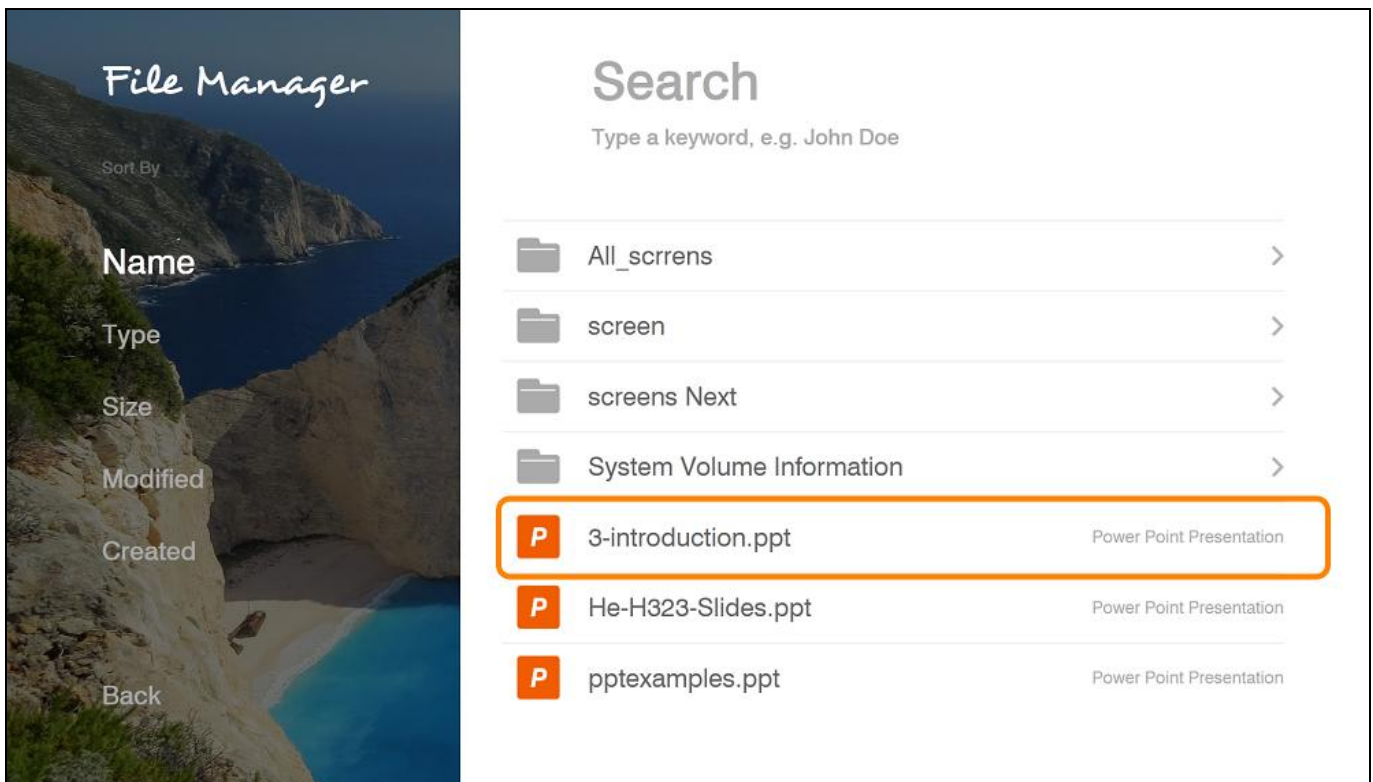 File Manager
Sort By
Name
Type
Size
Modified
Created
Back
Search
Type a keyword, e.g. John Doe
All_scrrens
screen
screens Next
System Volume Information
P 3-introduction.ppt Power Point Presentation
P He-H323-Slides.ppt Power Point Presentation
P pptexamples.ppt Power Point Presentation